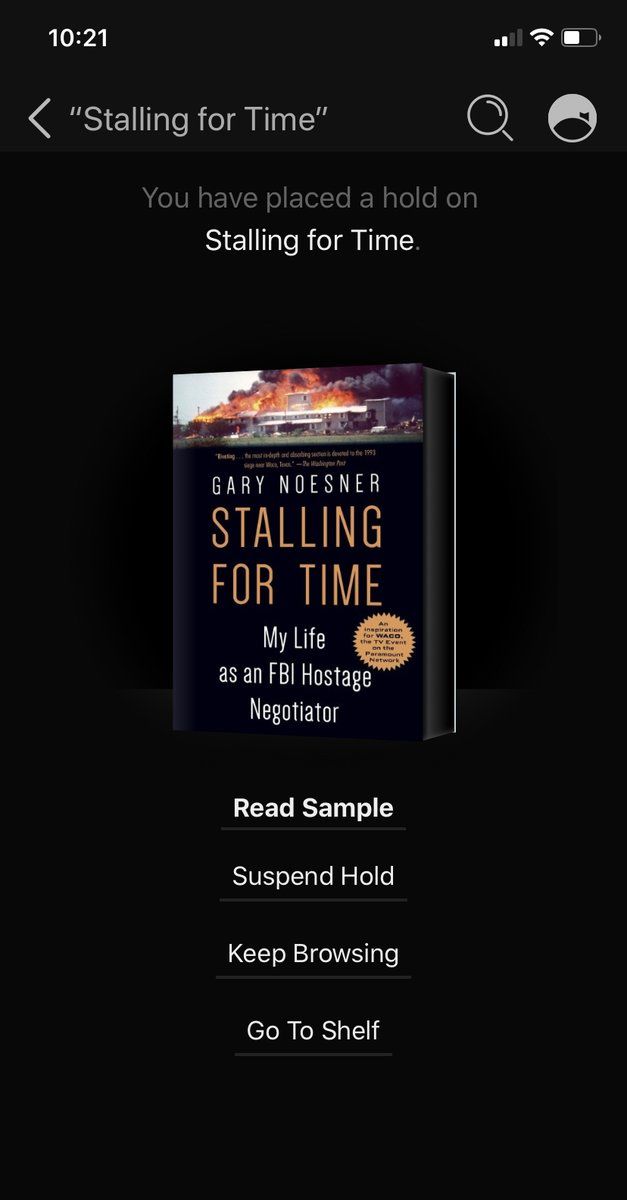 10:21
“Stalling for Time”
You have placed a hold on
Stalling for Time.
"Riveting . . . the most in-depth and absorbing section is devoted to the 1993
siege near Waco, Texas." —The Washington Post
GARY NOESNER
STALLING
FOR TIME
My Life
as an FBI Hostage
Negotiator
An
inspiration
for WACO,
the TV Event
on the
Paramount
Network
Read Sample
Suspend Hold
Keep Browsing
Go To Shelf